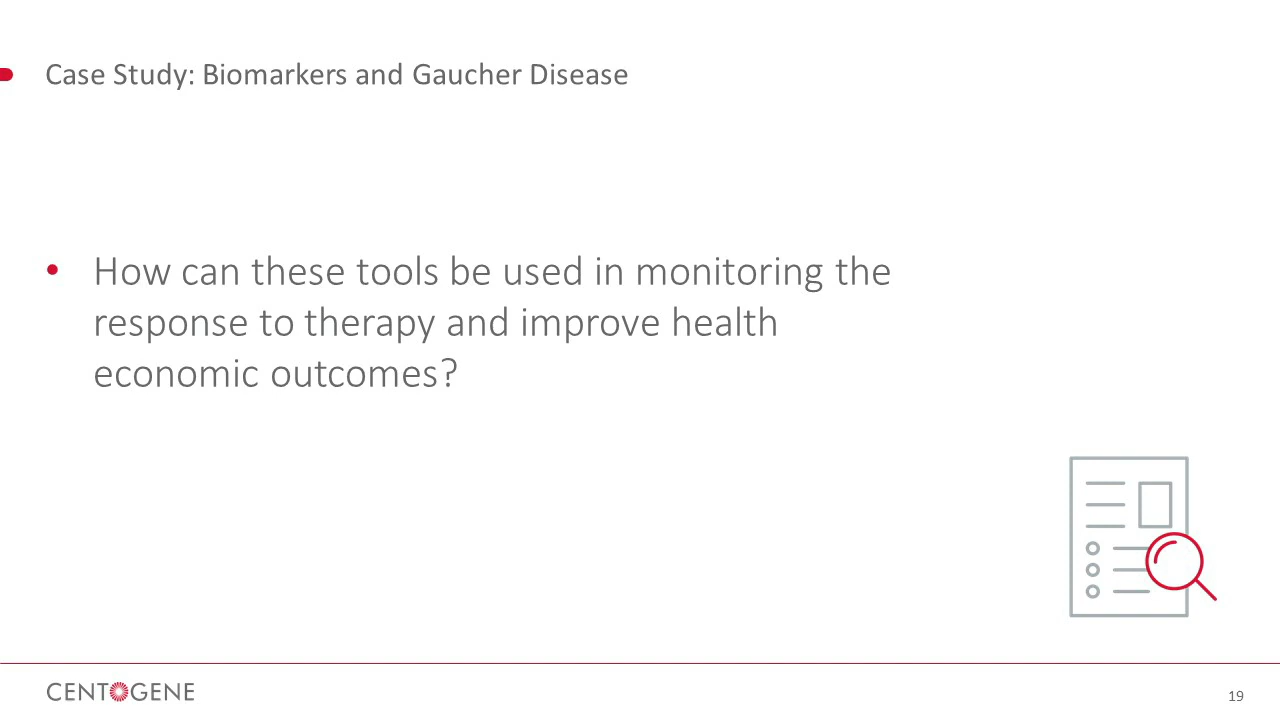 Case Study: Biomarkers and Gaucher Disease
• How can these tools be used in monitoring the
response to therapy and improve health
economic outcomes?
CENTOGENE
19